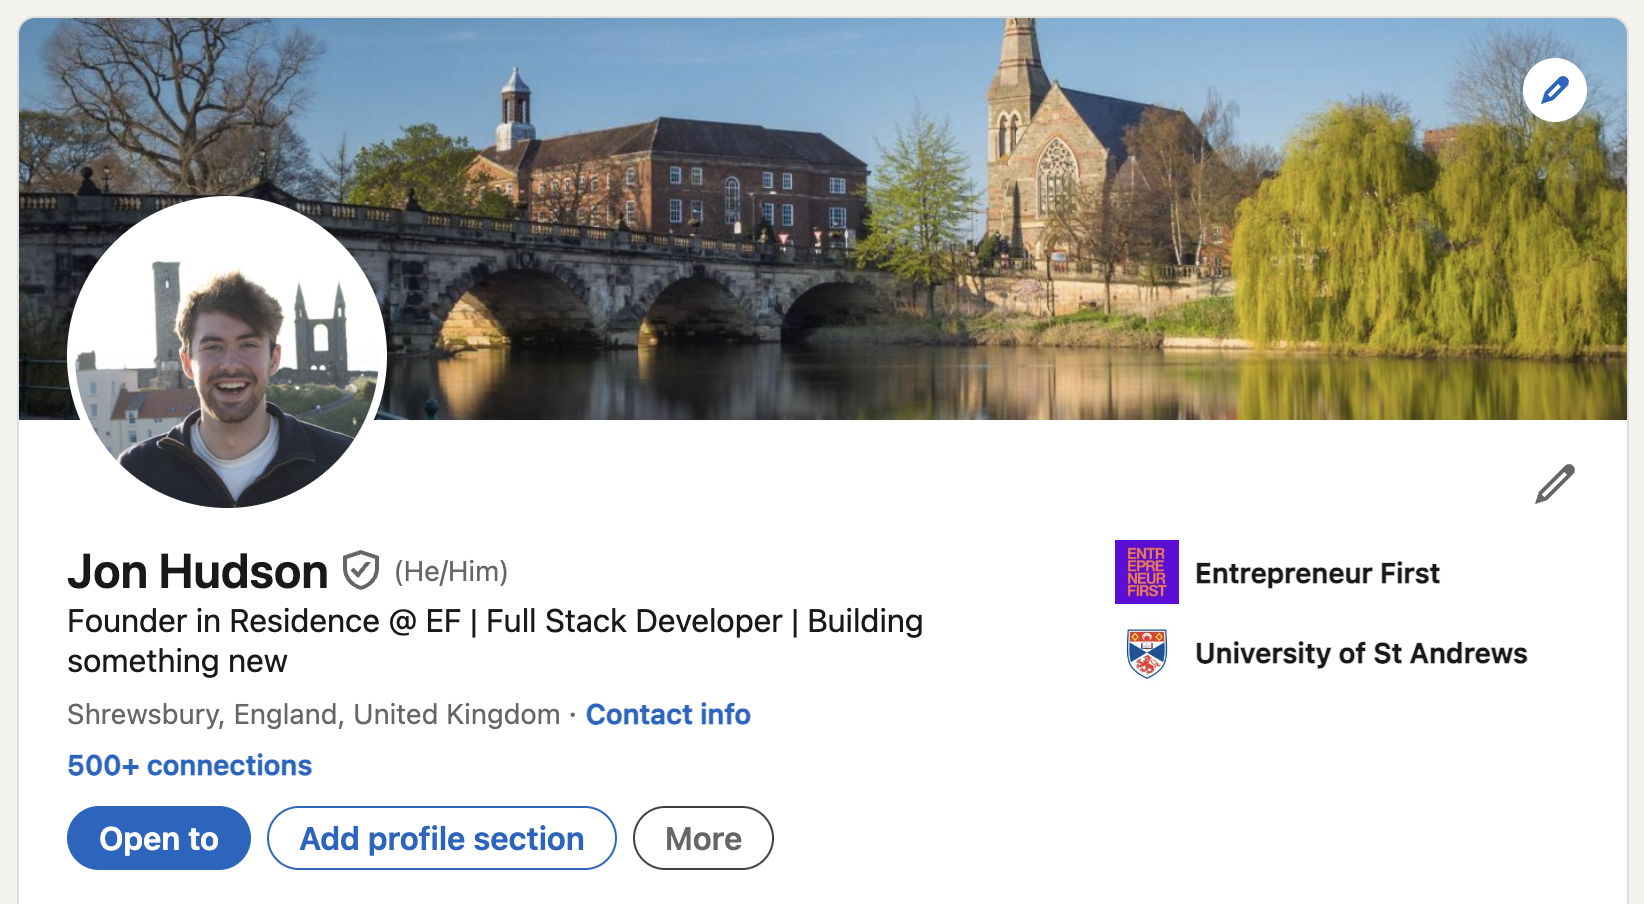 Jon Hudson (He/Him)
Founder in Residence @ EF | Full Stack Developer | Building
something new
Shrewsbury, England, United Kingdom · Contact info
500+ connections
Open to
Add profile section
More
ENTR
EPRE
NEUR
FIRST
Entrepreneur First
University of St Andrews